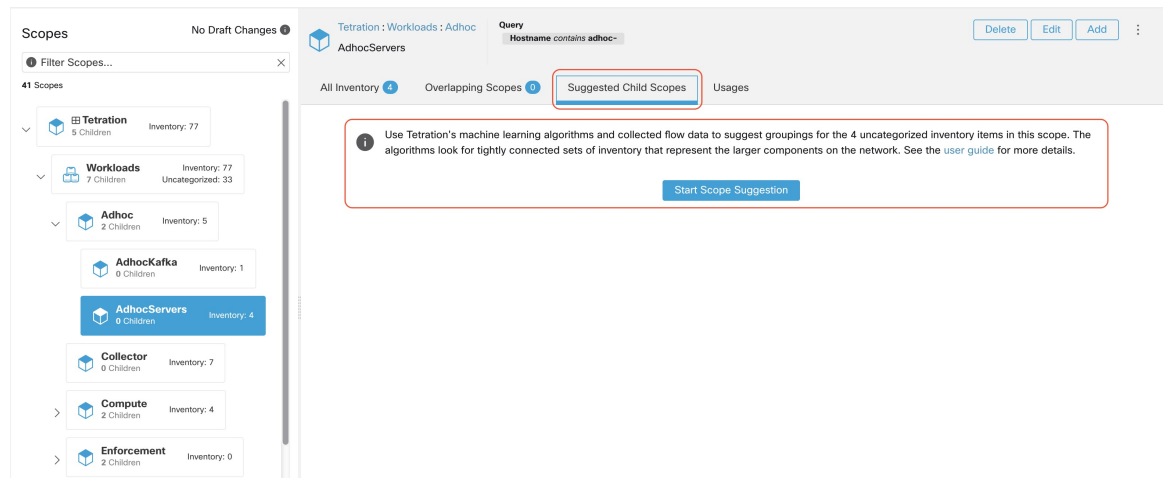 Scopes
No Draft Changes
Filter Scopes...
41 Scopes
Tetration
5 Children
Inventory: 77
Workloads
7 Children
Inventory: 77
Uncategorized: 33
Adhoc
2 Children
Inventory: 5
AdhocKafka
0 Children
Inventory: 1
AdhocServers
0 Children
Inventory: 4
Collector
0 Children
Inventory: 7
Compute
2 Children
Inventory: 4
Enforcement
2 Children
Inventory: 0
Tetration : Workloads : Adhoc
AdhocServers
Query
Hostname contains adhoc-
Delete
Edit
Add
All Inventory 4
Overlapping Scopes 0
Suggested Child Scopes
Usages
Use Tetration's machine learning algorithms and collected flow data to suggest groupings for the 4 uncategorized inventory items in this scope. The
algorithms look for tightly connected sets of inventory that represent the larger components on the network. See the user guide for more details.
Start Scope Suggestion